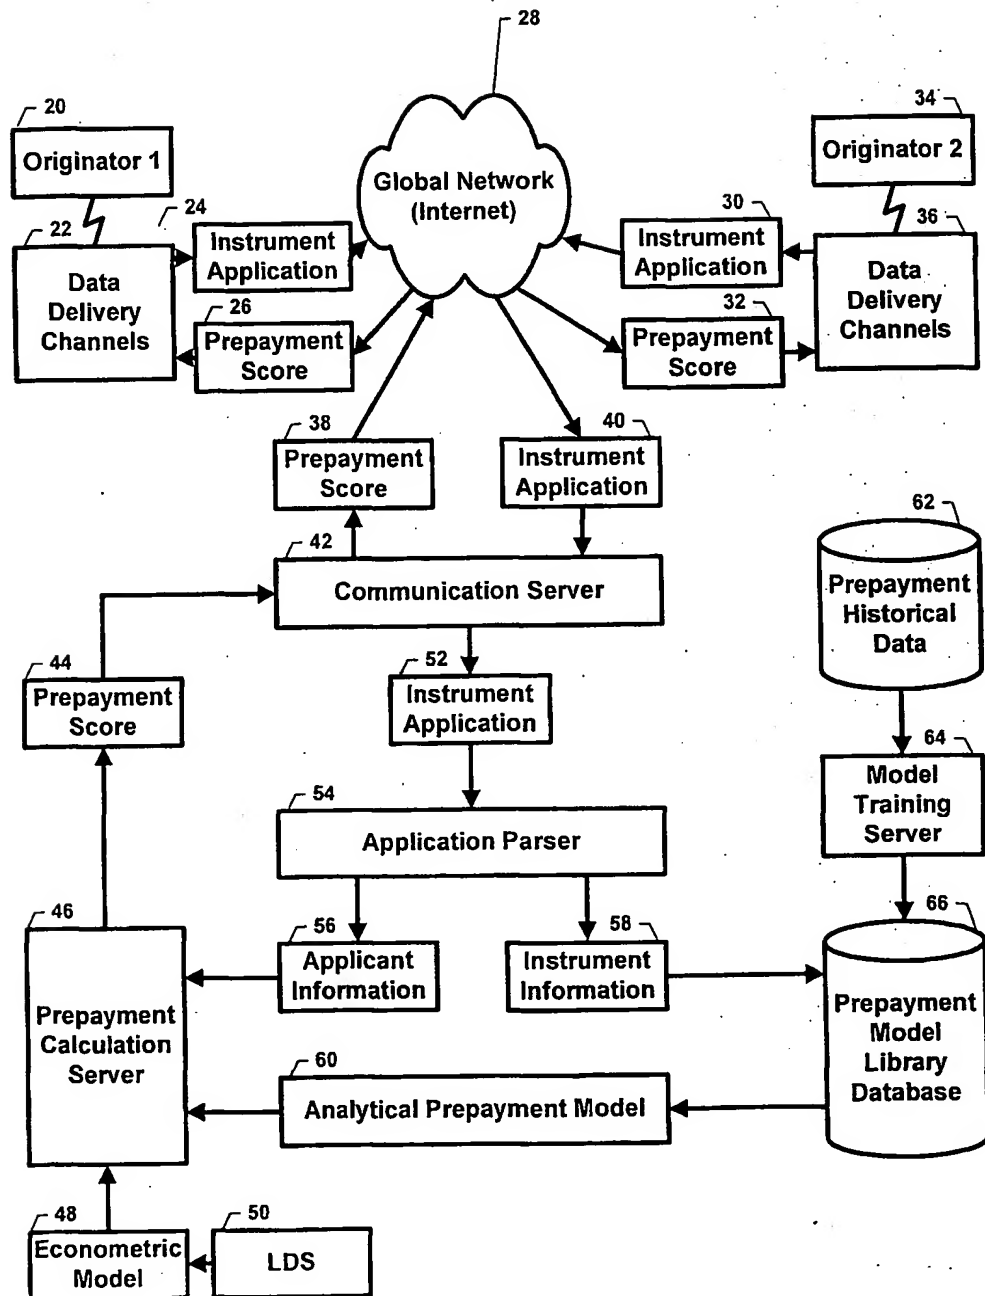 28
20
34
Originator 1
Originator 2
Global Network
(Internet)
22
24
30
36
Data
Delivery
Channels
Instrument
Application
Instrument
Application
Data
Delivery
Channels
26
32
Prepayment
Score
Prepayment
Score
38
40
Prepayment
Score
Instrument
Application
42
62
Communication Server
Prepayment
Historical
Data
44
52
Prepayment
Score
Instrument
Application
64
Model
Training
Server
54
Application Parser
46
56
58
66
Prepayment
Calculation
Server
Applicant
Information
Instrument
Information
Prepayment
Model
Library
Database
60
Analytical Prepayment Model
48
50
Econometric
Model
LDS